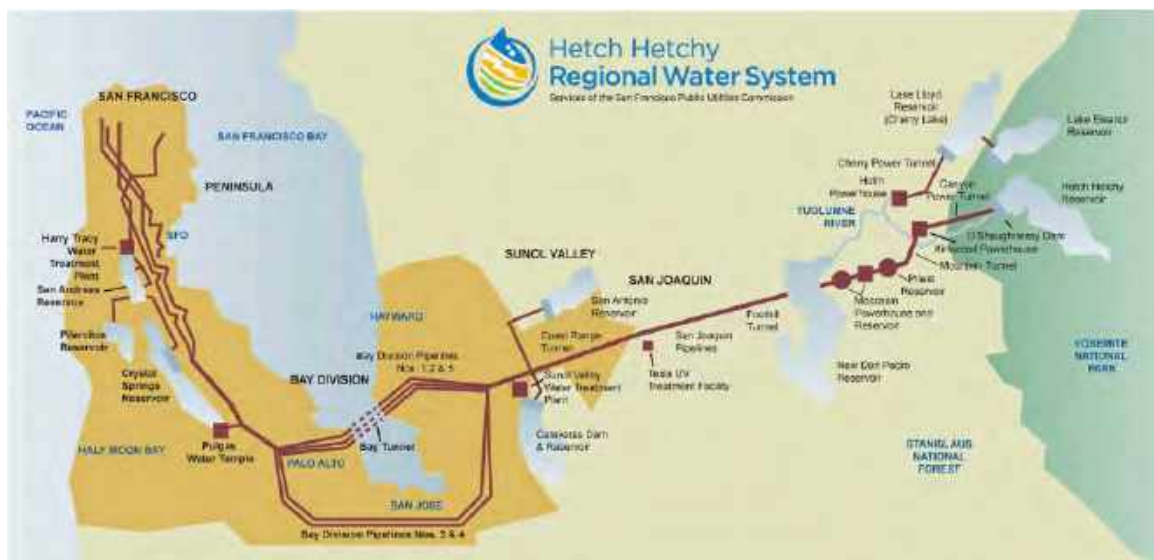 Hetch Hetchy
Regional Water System
Services of the San Francisco Public Utilities Commission
SAN FRANCISCO
PACIFIC
OCEAN
SAN FRANCISCO BAY
PENINSULA
SFO
Harry Tracy
Water
Treatment
Plant
San Andreas
Reservoir
Pilarcitos
Reservoir
Crystal
Springs
Reservoir
HALF MOON BAY
Pulgas
Water Temple
PALO ALTO
BAY DIVISION
Bay Division Pipelines
Nos. 1,2 & 5
Bay Tunnel
SAN JOSE
Bay Division Pipelines Nos. 3 & 4
HAYWARD
SUNOL VALLEY
San Antonio
Reservoir
Coast Range
Tunnel
Sunol Valley
Water Treatment
Plant
Calaveras Dam
& Reservoir
SAN JOAQUIN
San Joaquin
Pipelines
Tesla UV
Treatment Facility
Foothill
Tunnel
New Don Pedro
Reservoir
TUOLUMNE
RIVER
Lake Lloyd
Reservoir
(Cherry Lake)
Lake Eleanor
Reservoir
Cherry Power Tunnel
Holm
Powerhouse
Canyon
Power Tunnel
Hetch Hetchy
Reservoir
O'Shaughnessy Dam
Kirkwood Powerhouse
Mountain Tunnel
Priest
Reservoir
Moccasin
Powerhouse and
Reservoir
YOSEMITE
NATIONAL
PARK
STANISLAUS
NATIONAL
FOREST